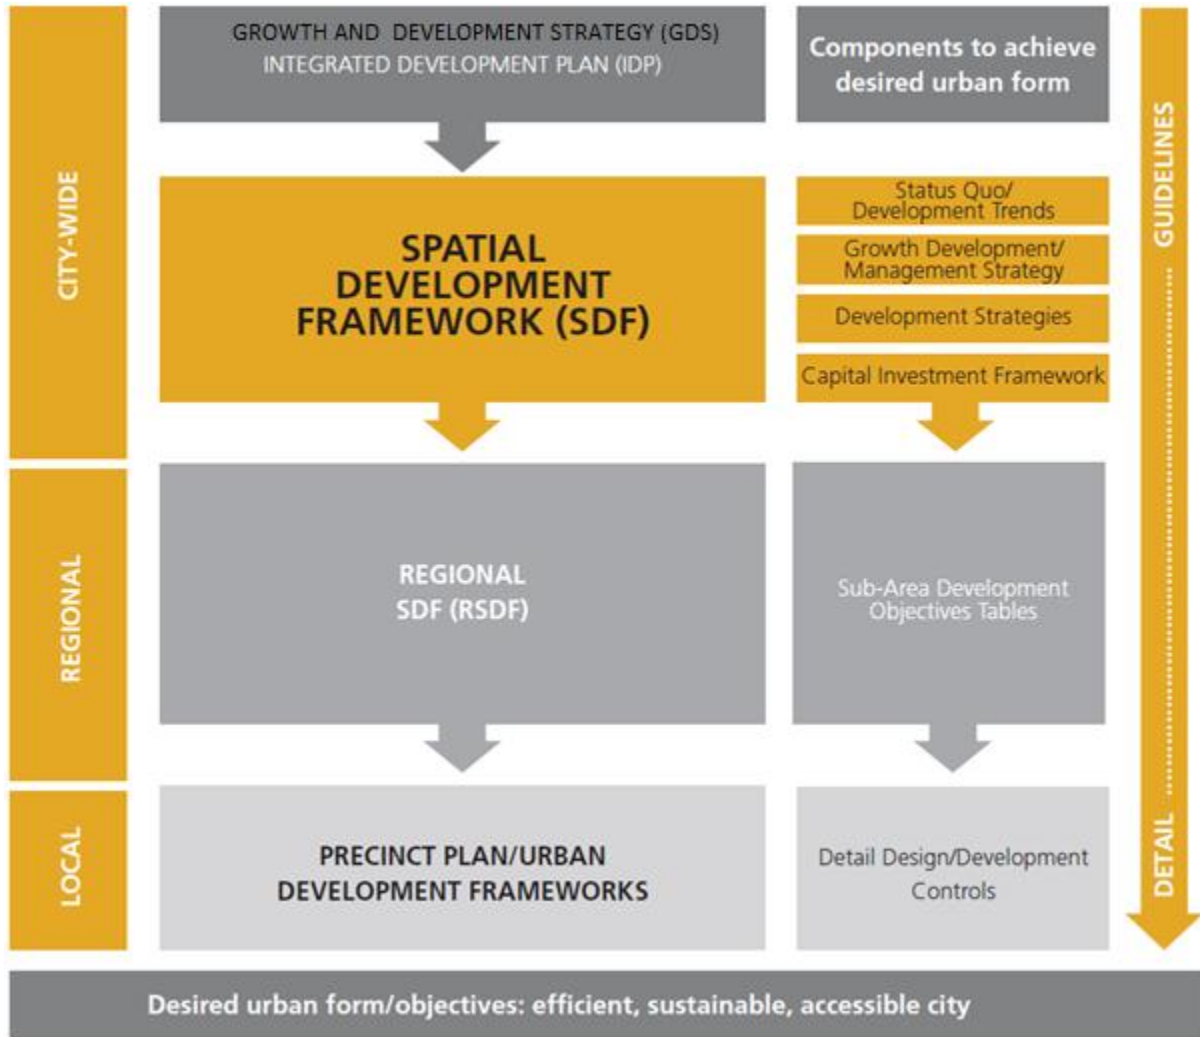 GROWTH AND DEVELOPMENT STRATEGY (GDS)
INTEGRATED DEVELOPMENT PLAN (IDP)
Components to achieve
desired urban form
CITY-WIDE
SPATIAL
DEVELOPMENT
FRAMEWORK (SDF)
Status Quo/
Development Trends
Growth Development/
Management Strategy
Development Strategies
Capital Investment Framework
GUIDELINES
REGIONAL
REGIONAL
SDF (RSDF)
Sub-Area Development
Objectives Tables
LOCAL
PRECINCT PLAN/URBAN
DEVELOPMENT FRAMEWORKS
Detail Design/Development
Controls
DETAIL
Desired urban form/objectives: efficient, sustainable, accessible city